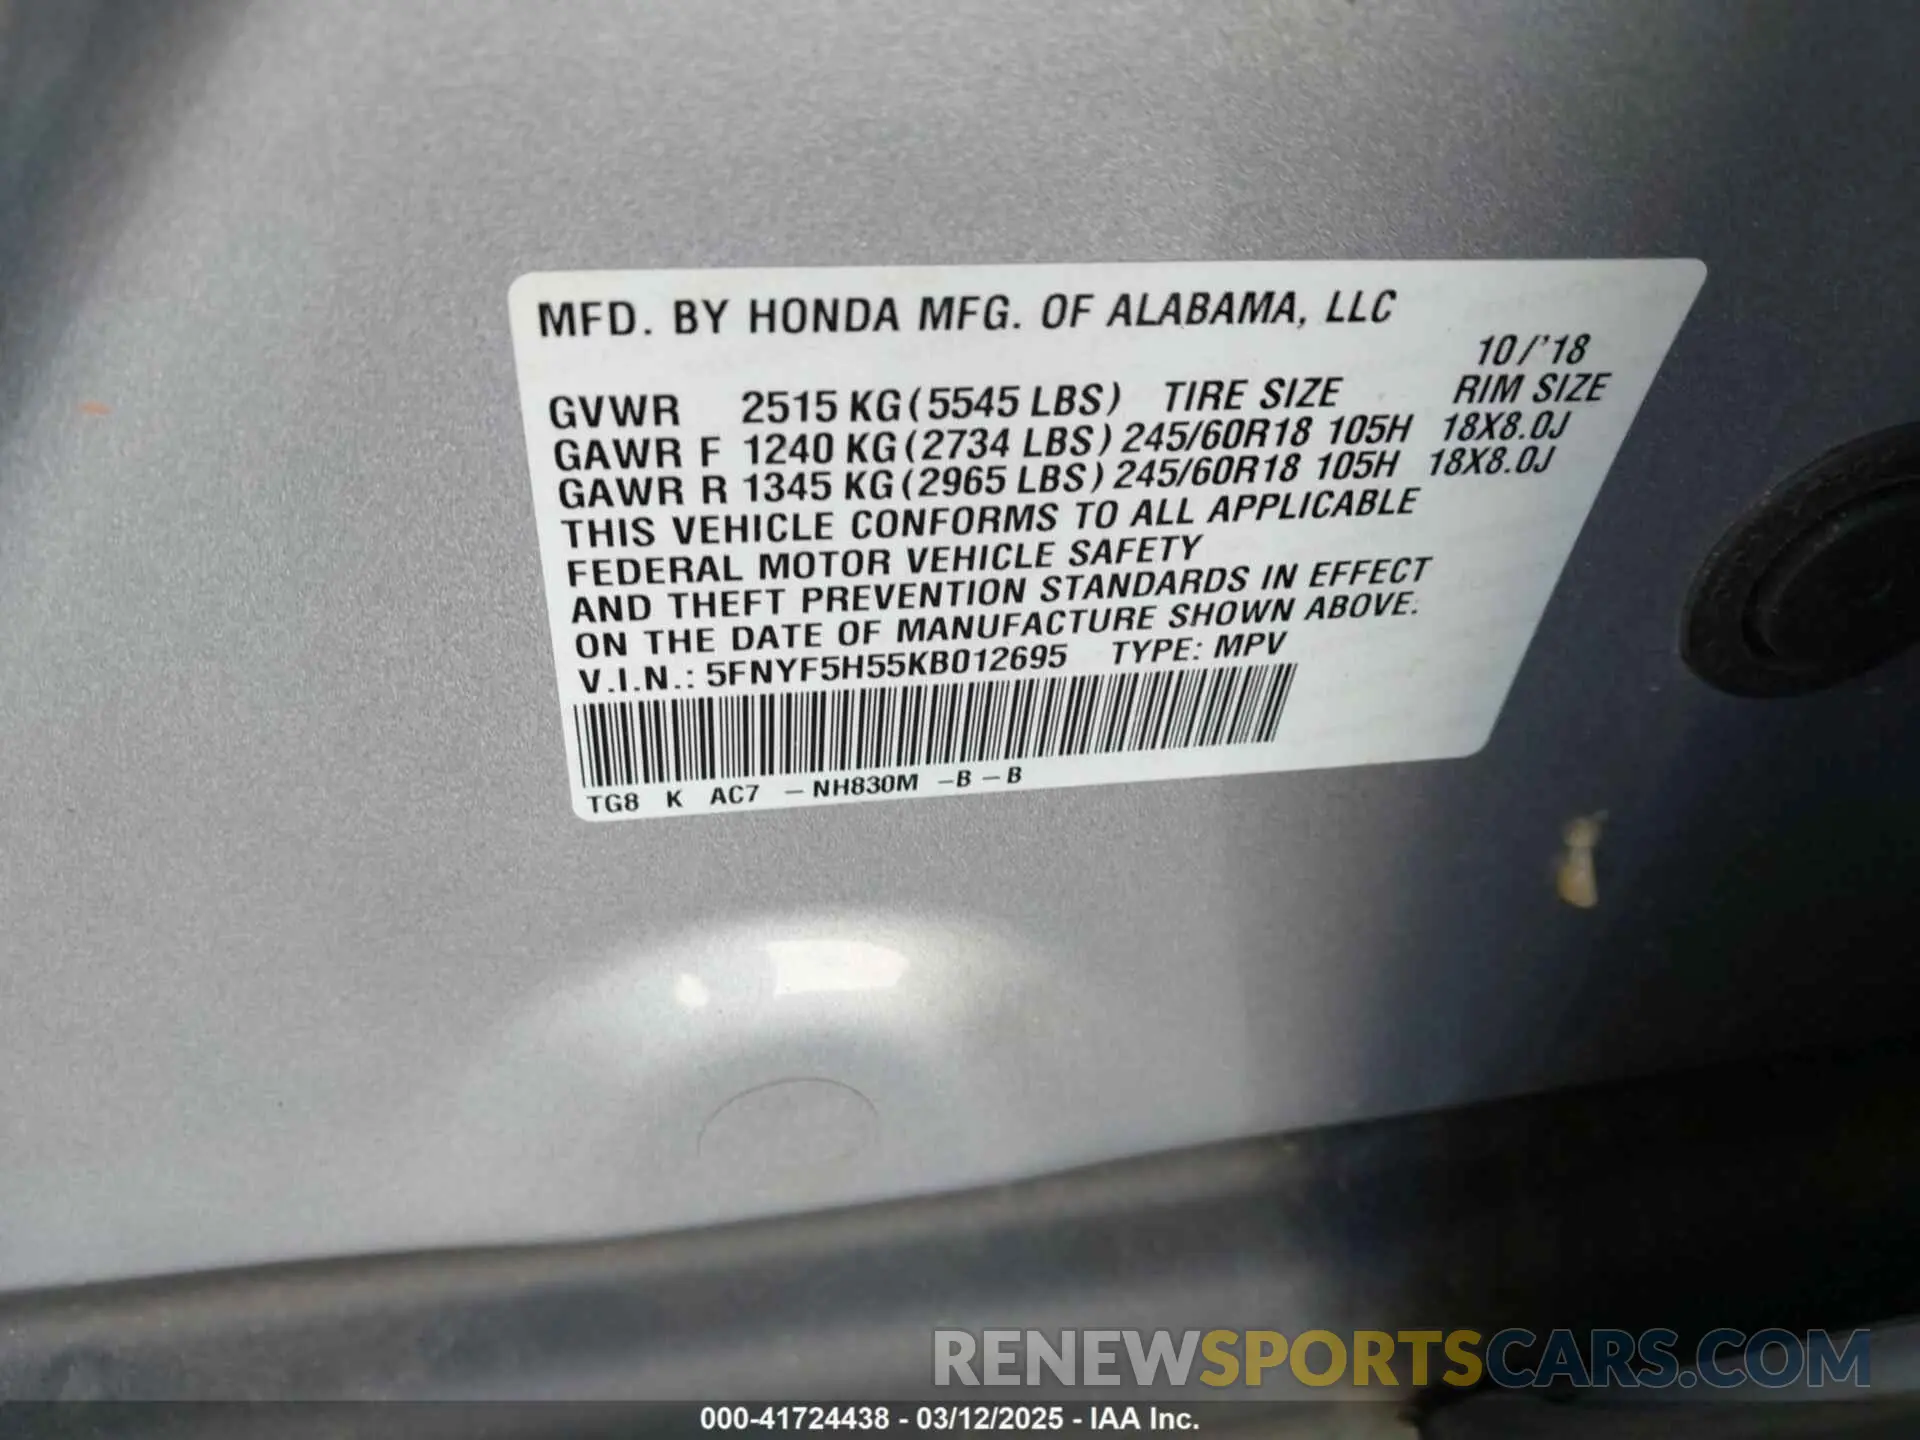 MFD. BY HONDA MFG. OF ALABAMA, LLC
10/'18
GVWR 2515 KG (5545 LBS) TIRE SIZE RIM SIZE
GAWR F 1240 KG (2734 LBS) 245/60R18 105H 18X8.0J
GAWR R 1345 KG (2965 LBS) 245/60R18 105H 18X8.0J
THIS VEHICLE CONFORMS TO ALL APPLICABLE
FEDERAL MOTOR VEHICLE SAFETY
AND THEFT PREVENTION STANDARDS IN EFFECT
ON THE DATE OF MANUFACTURE SHOWN ABOVE.
V.I.N.: 5FNYF5H55KB012695 TYPE: MPV
TG8 K AC7 – NH830M – B – B
RENEWSPORTSCARS.COM
000-41724438 - 03/12/2025 - IAA Inc.